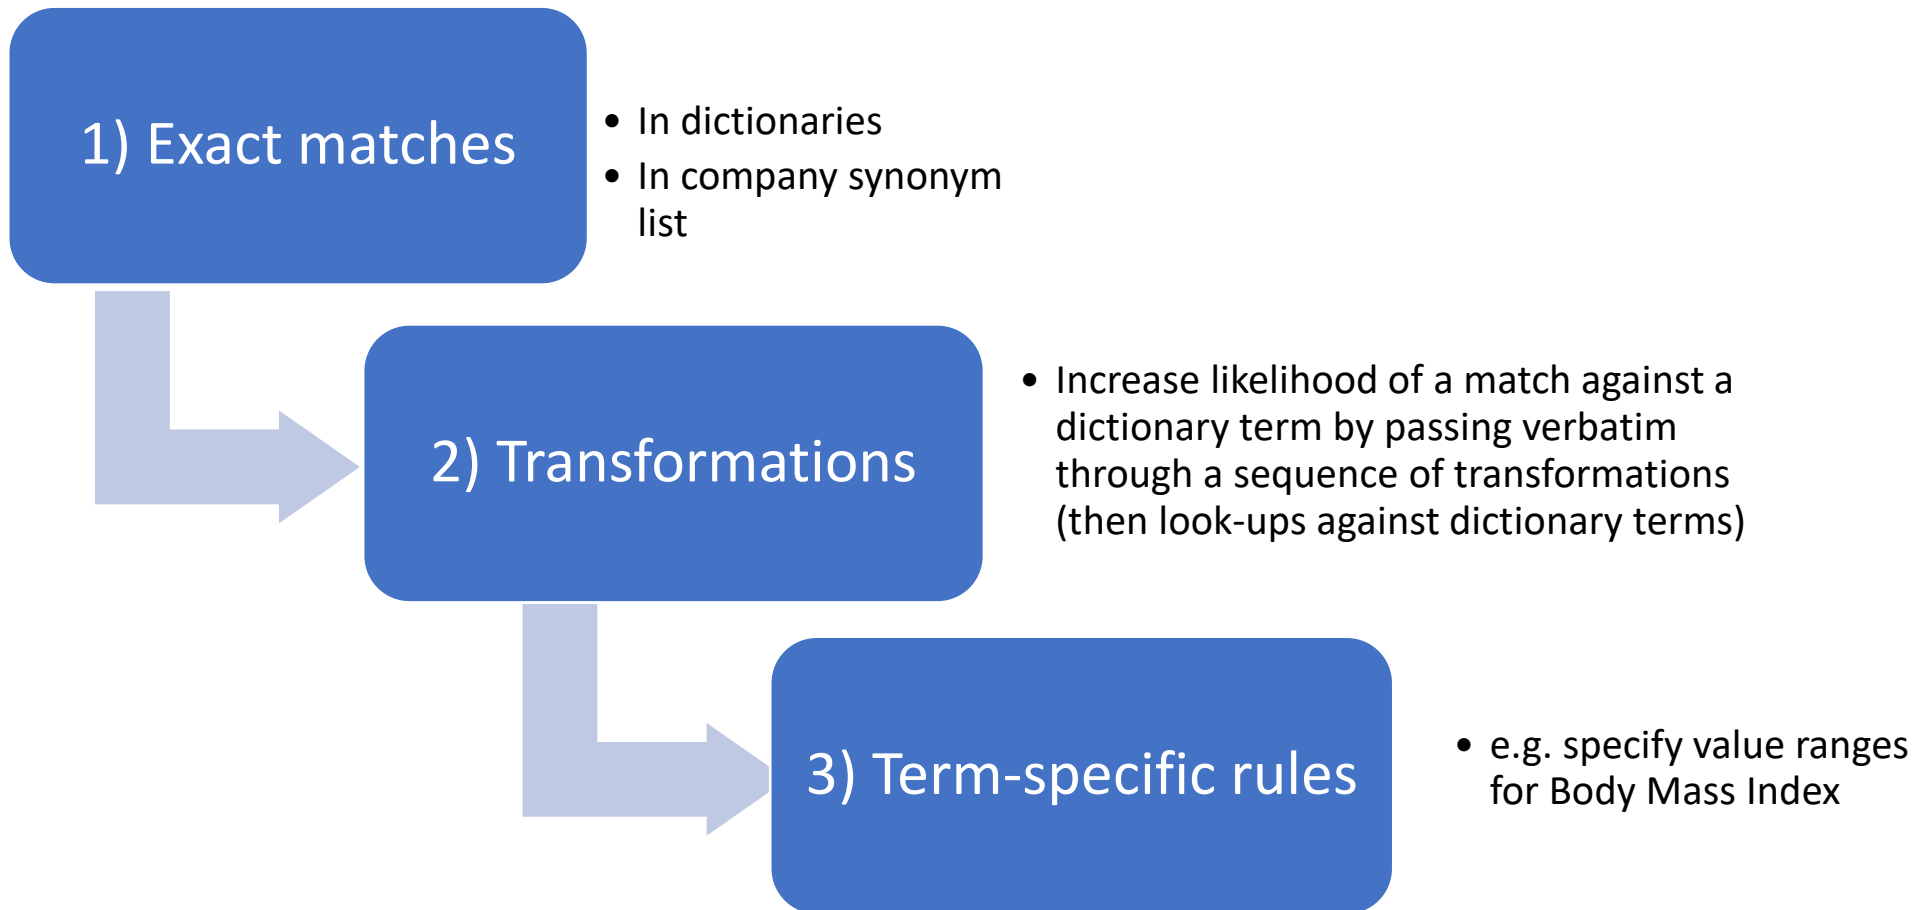 1) Exact matches
• In dictionaries
• In company synonym
list
2) Transformations
• Increase likelihood of a match against a
dictionary term by passing verbatim
through a sequence of transformations
(then look-ups against dictionary terms)
3) Term-specific rules
• e.g. specify value ranges
for Body Mass Index